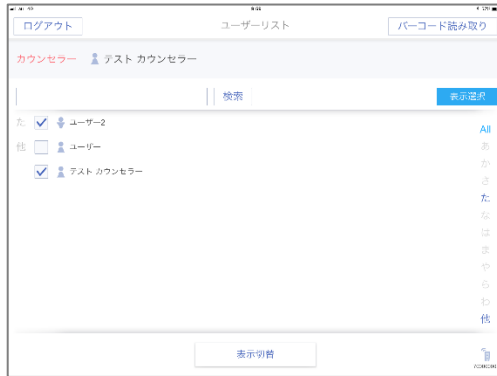 ログアウト ユーザーリスト バーコード読み取り
カウンセラー テスト カウンセラー
検索 表示選択
た ユーザー2
他 ユーザー
テスト カウンセラー
All
あ
か
さ
た
な
は
ま
や
ら
わ
他
表示切替